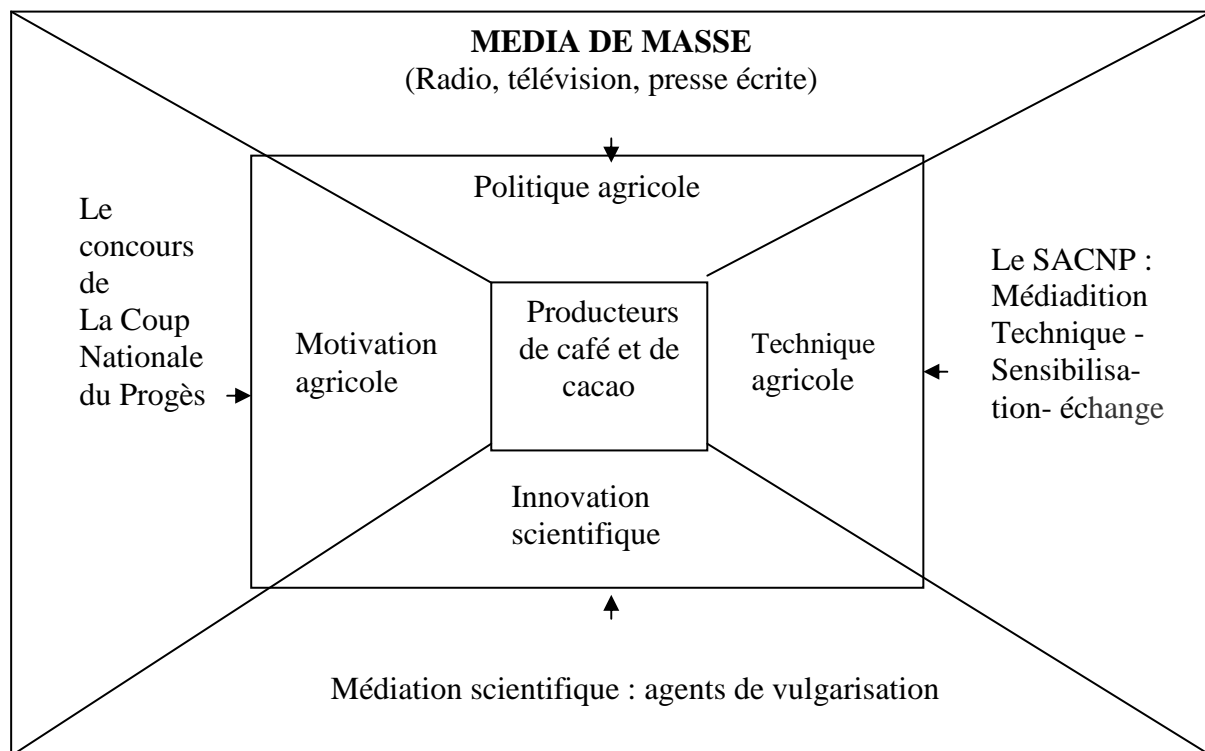 MEDIA DE MASSE
(Radio, télévision, presse écrite)
Politique agricole
Le
concours
de
La Coup
Nationale
du Progès
Motivation
agricole
Producteurs
de café et de
cacao
Technique
agricole
Le SACNP :
Médiadition
Technique -
Sensibilisa-
tion- échange
Innovation
scientifique
Médiation scientifique : agents de vulgarisation